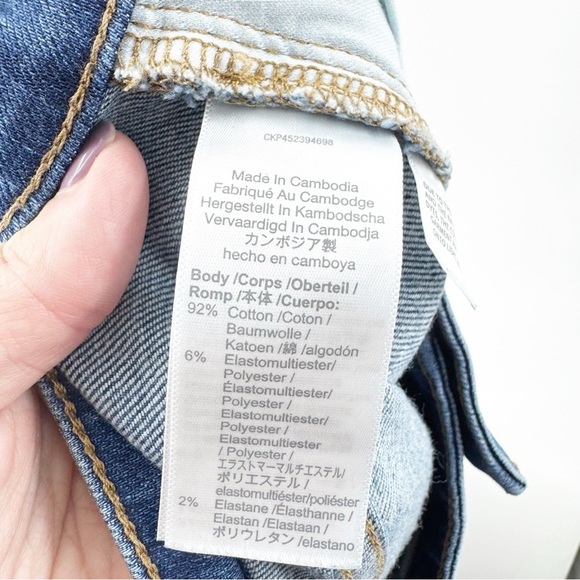 CKP452394698
Made In Cambodia
Fabriqué Au Cambodge
Hergestellt In Kambodscha
Vervaardigd In Cambodja
カンボジア製
hecho en camboya
Body /Corps /Oberteil /
Romp /本体 /Cuerpo:
92% Cotton /Coton /
Baumwolle /
Katoen /綿 /algodón
6% Elastomultiester/
Polyester /
Élastomultiester/
Polyester /
Elastomultiester/
Polyester /
Elastomultiester
/ Polyester /
エラストマーマルチエステル/
ポリエステル /
elastomultiéster/poliéster
2% Elastane /Élasthanne /
Elastan /Elastaan /
ポリウレタン /elastano